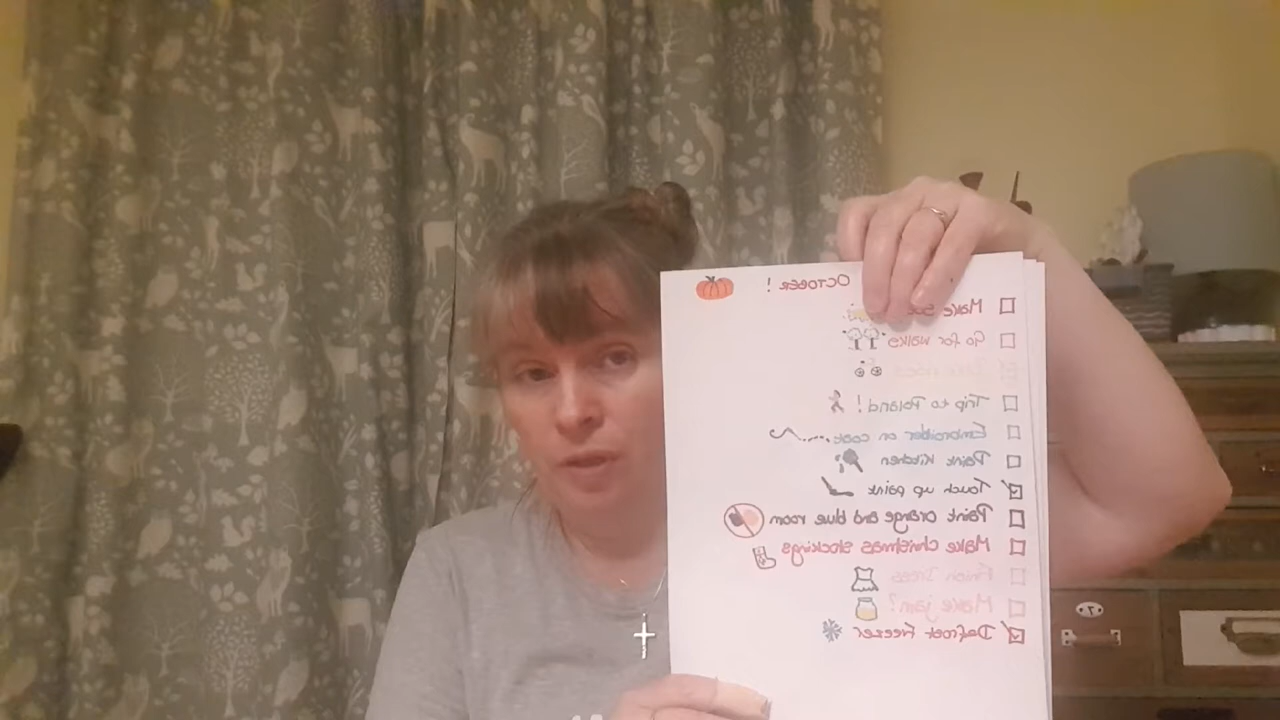 OCTOBER !
Make
Go for walks
Trip to Poland!
Embroider on coat
Paint kitchen
Touch up paint
Paint orange and blue room
Make Christmas stockings
Finish Dress
Make jam?
Defrost Freezer
7